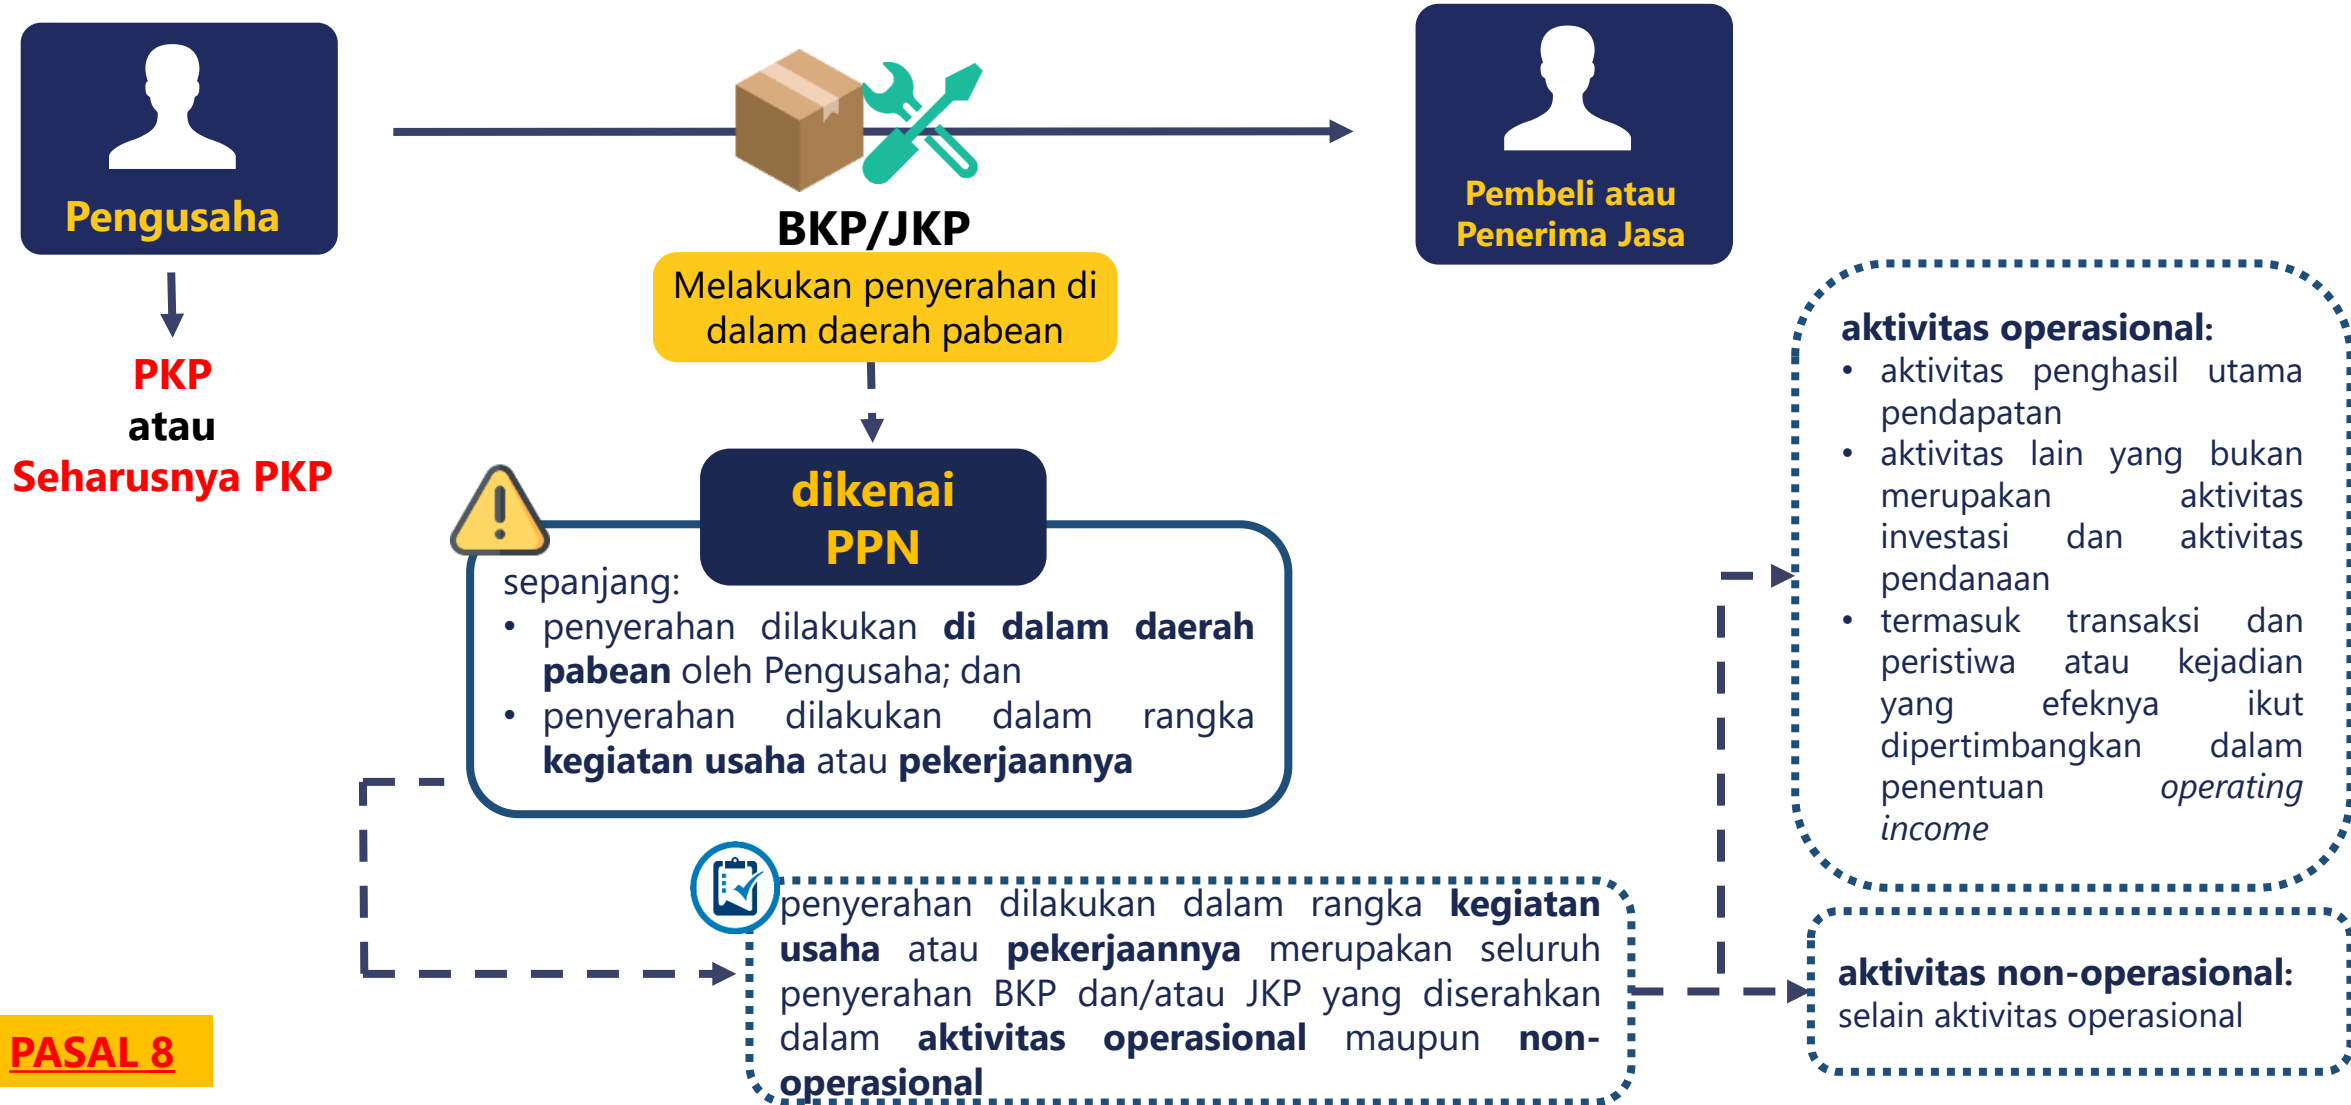 Pengusaha
PKP
atau
Seharusnya PKP
BKP/JKP
Melakukan penyerahan di
dalam daerah pabean
Pembeli atau
Penerima Jasa
dikenai
PPN
sepanjang:
• penyerahan dilakukan di dalam daerah
pabean oleh Pengusaha; dan
• penyerahan dilakukan dalam rangka
kegiatan usaha atau pekerjaannya
penyerahan dilakukan dalam rangka kegiatan
usaha atau pekerjaannya merupakan seluruh
penyerahan BKP dan/atau JKP yang diserahkan
dalam aktivitas operasional maupun non-
operasional
aktivitas operasional:
• aktivitas penghasil utama
pendapatan
• aktivitas lain yang bukan
merupakan aktivitas
investasi dan aktivitas
pendanaan
• termasuk transaksi dan
peristiwa atau kejadian
yang efeknya ikut
dipertimbangkan dalam
penentuan operating
income
aktivitas non-operasional:
selain aktivitas operasional
PASAL 8